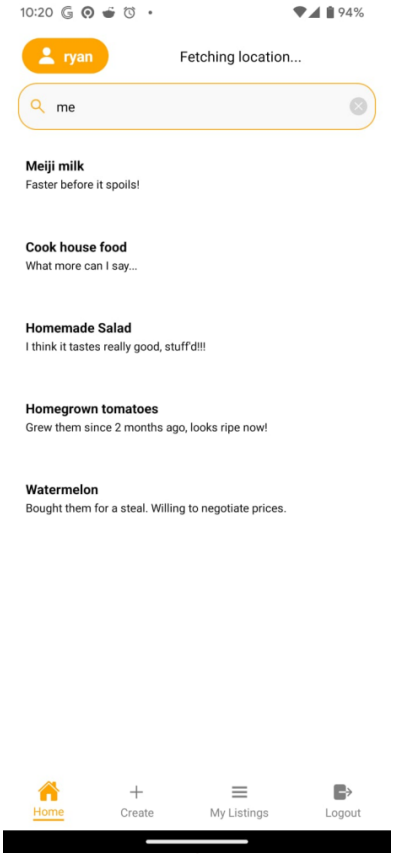 10:20
94%
ryan
Fetching location...
me
Meiji milk
Faster before it spoils!
Cook house food
What more can I say...
Homemade Salad
I think it tastes really good, stuff'd!!!
Homegrown tomatoes
Grew them since 2 months ago, looks ripe now!
Watermelon
Bought them for a steal. Willing to negotiate prices.
Home
Create
My Listings
Logout